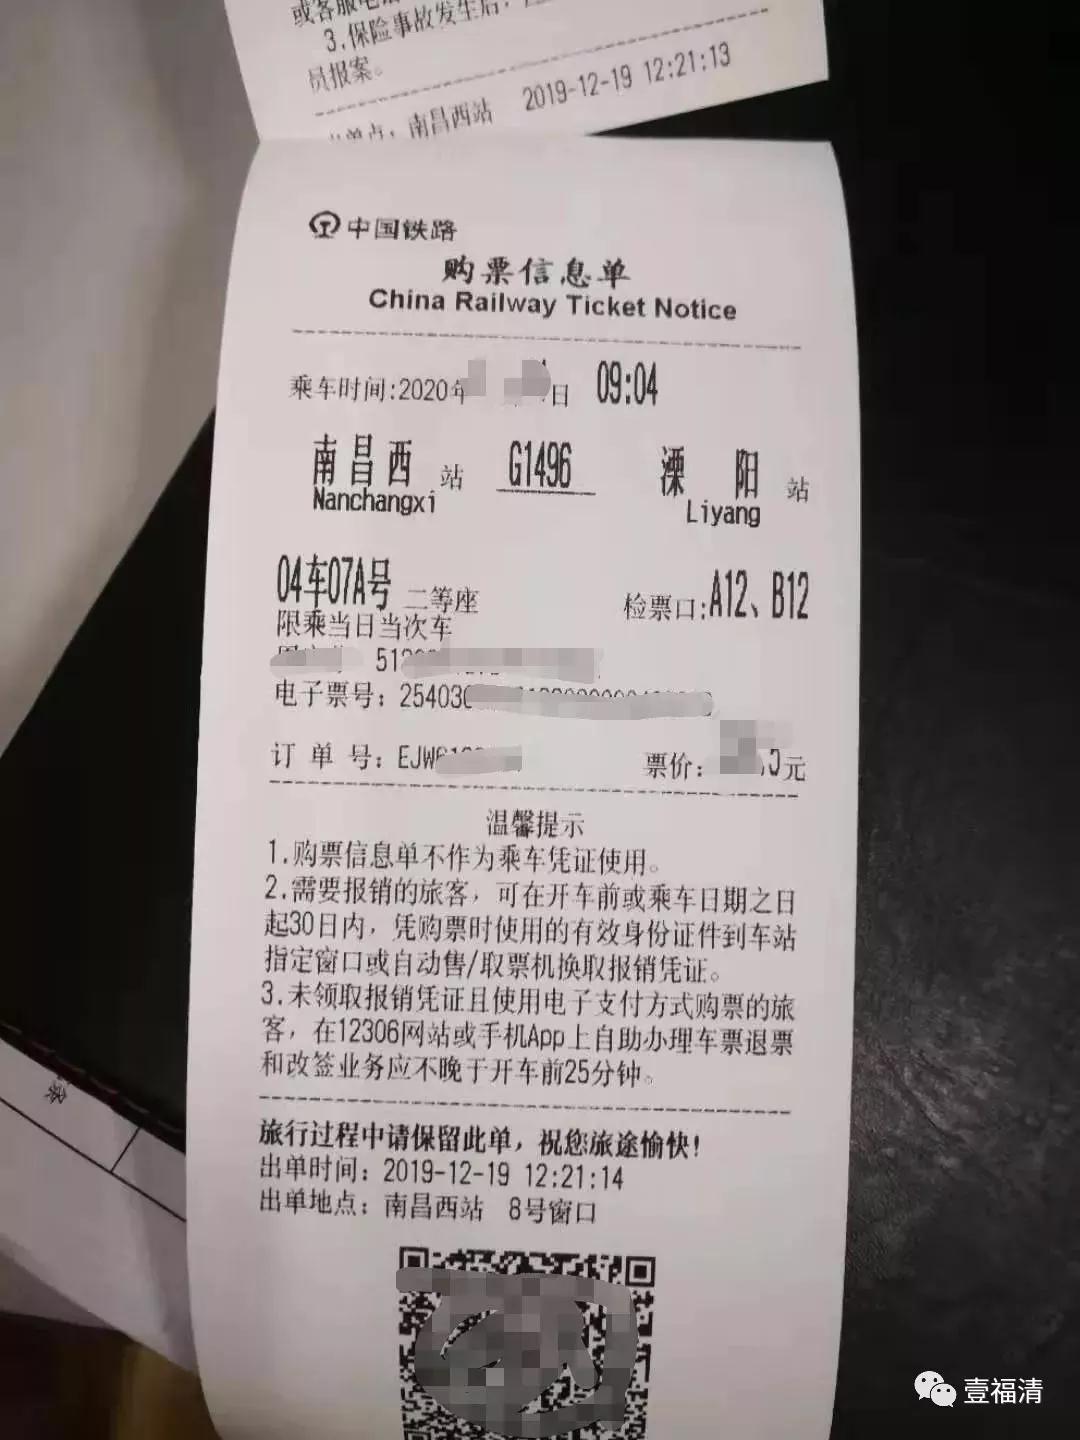 或客服电
3.保险事故发生后,
员报案。
单点: 南昌西站 2019-12-19 12:21:13
中国铁路
购票信息单
China Railway Ticket Notice
乘车时间:2020年 日 09:04
南昌西 站 G1496 溧阳 站
Nanchangxi Liyang
04车07A号 二等座 检票口:A12、B12
限乘当日当次车
51
电子票号: 25403
订单号: EJW 票价: 元
温馨提示
1.购票信息单不作为乘车凭证使用。
2.需要报销的旅客,可在开车前或乘车日期之日
起30日内,凭购票时使用的有效身份证件到车站
指定窗口或自动售/取票机换取报销凭证。
3.未领取报销凭证且使用电子支付方式购票的旅
客,在12306网站或手机App上自助办理车票退票
和改签业务应不晚于开车前25分钟。
旅行过程中请保留此单,祝您旅途愉快!
出单时间: 2019-12-19 12:21:14
出单地点: 南昌西站 8号窗口
壹福清